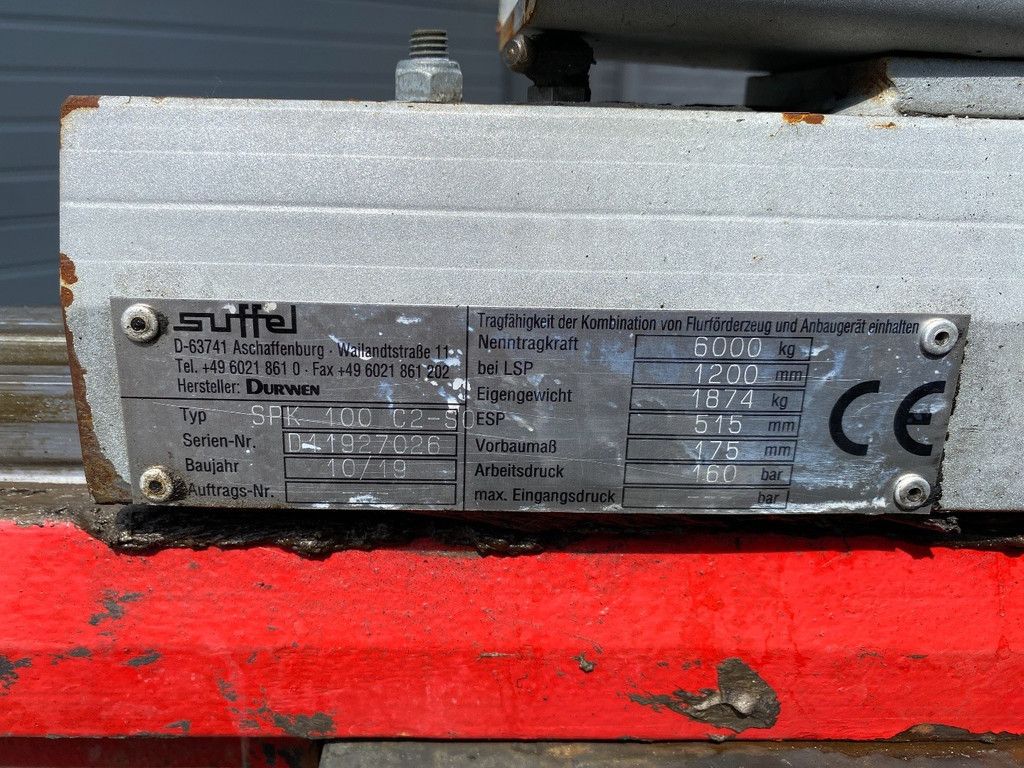 suffel
D-63741 Aschaffenburg · Wailandtstraße 11
Tel. +49 6021 861 0 · Fax +49 6021 861 202
Hersteller: DURWEN
Typ SPK 100 C2-S0
Serien-Nr. D41927026
Baujahr 10/19
Auftrags-Nr.
Tragfähigkeit der Kombination von Flurförderzeug und Anbaugerät einhalten
Nenntragkraft 6000 kg
bei LSP 1200 mm
Eigengewicht 1874 kg
ESP 515 mm
Vorbaumaß 175 mm
Arbeitsdruck 160 bar
max. Eingangsdruck bar
CE